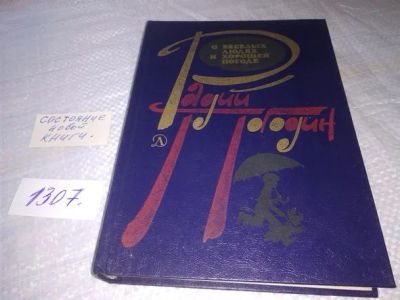 О ВЕСЕЛЫХ
ЛЮДЯХ
И ХОРОШЕЙ
ПОГОДЕ
Радий
Погодин
СОСТОЯНИЕ
НОВОЙ
КНИГИ.
1307.